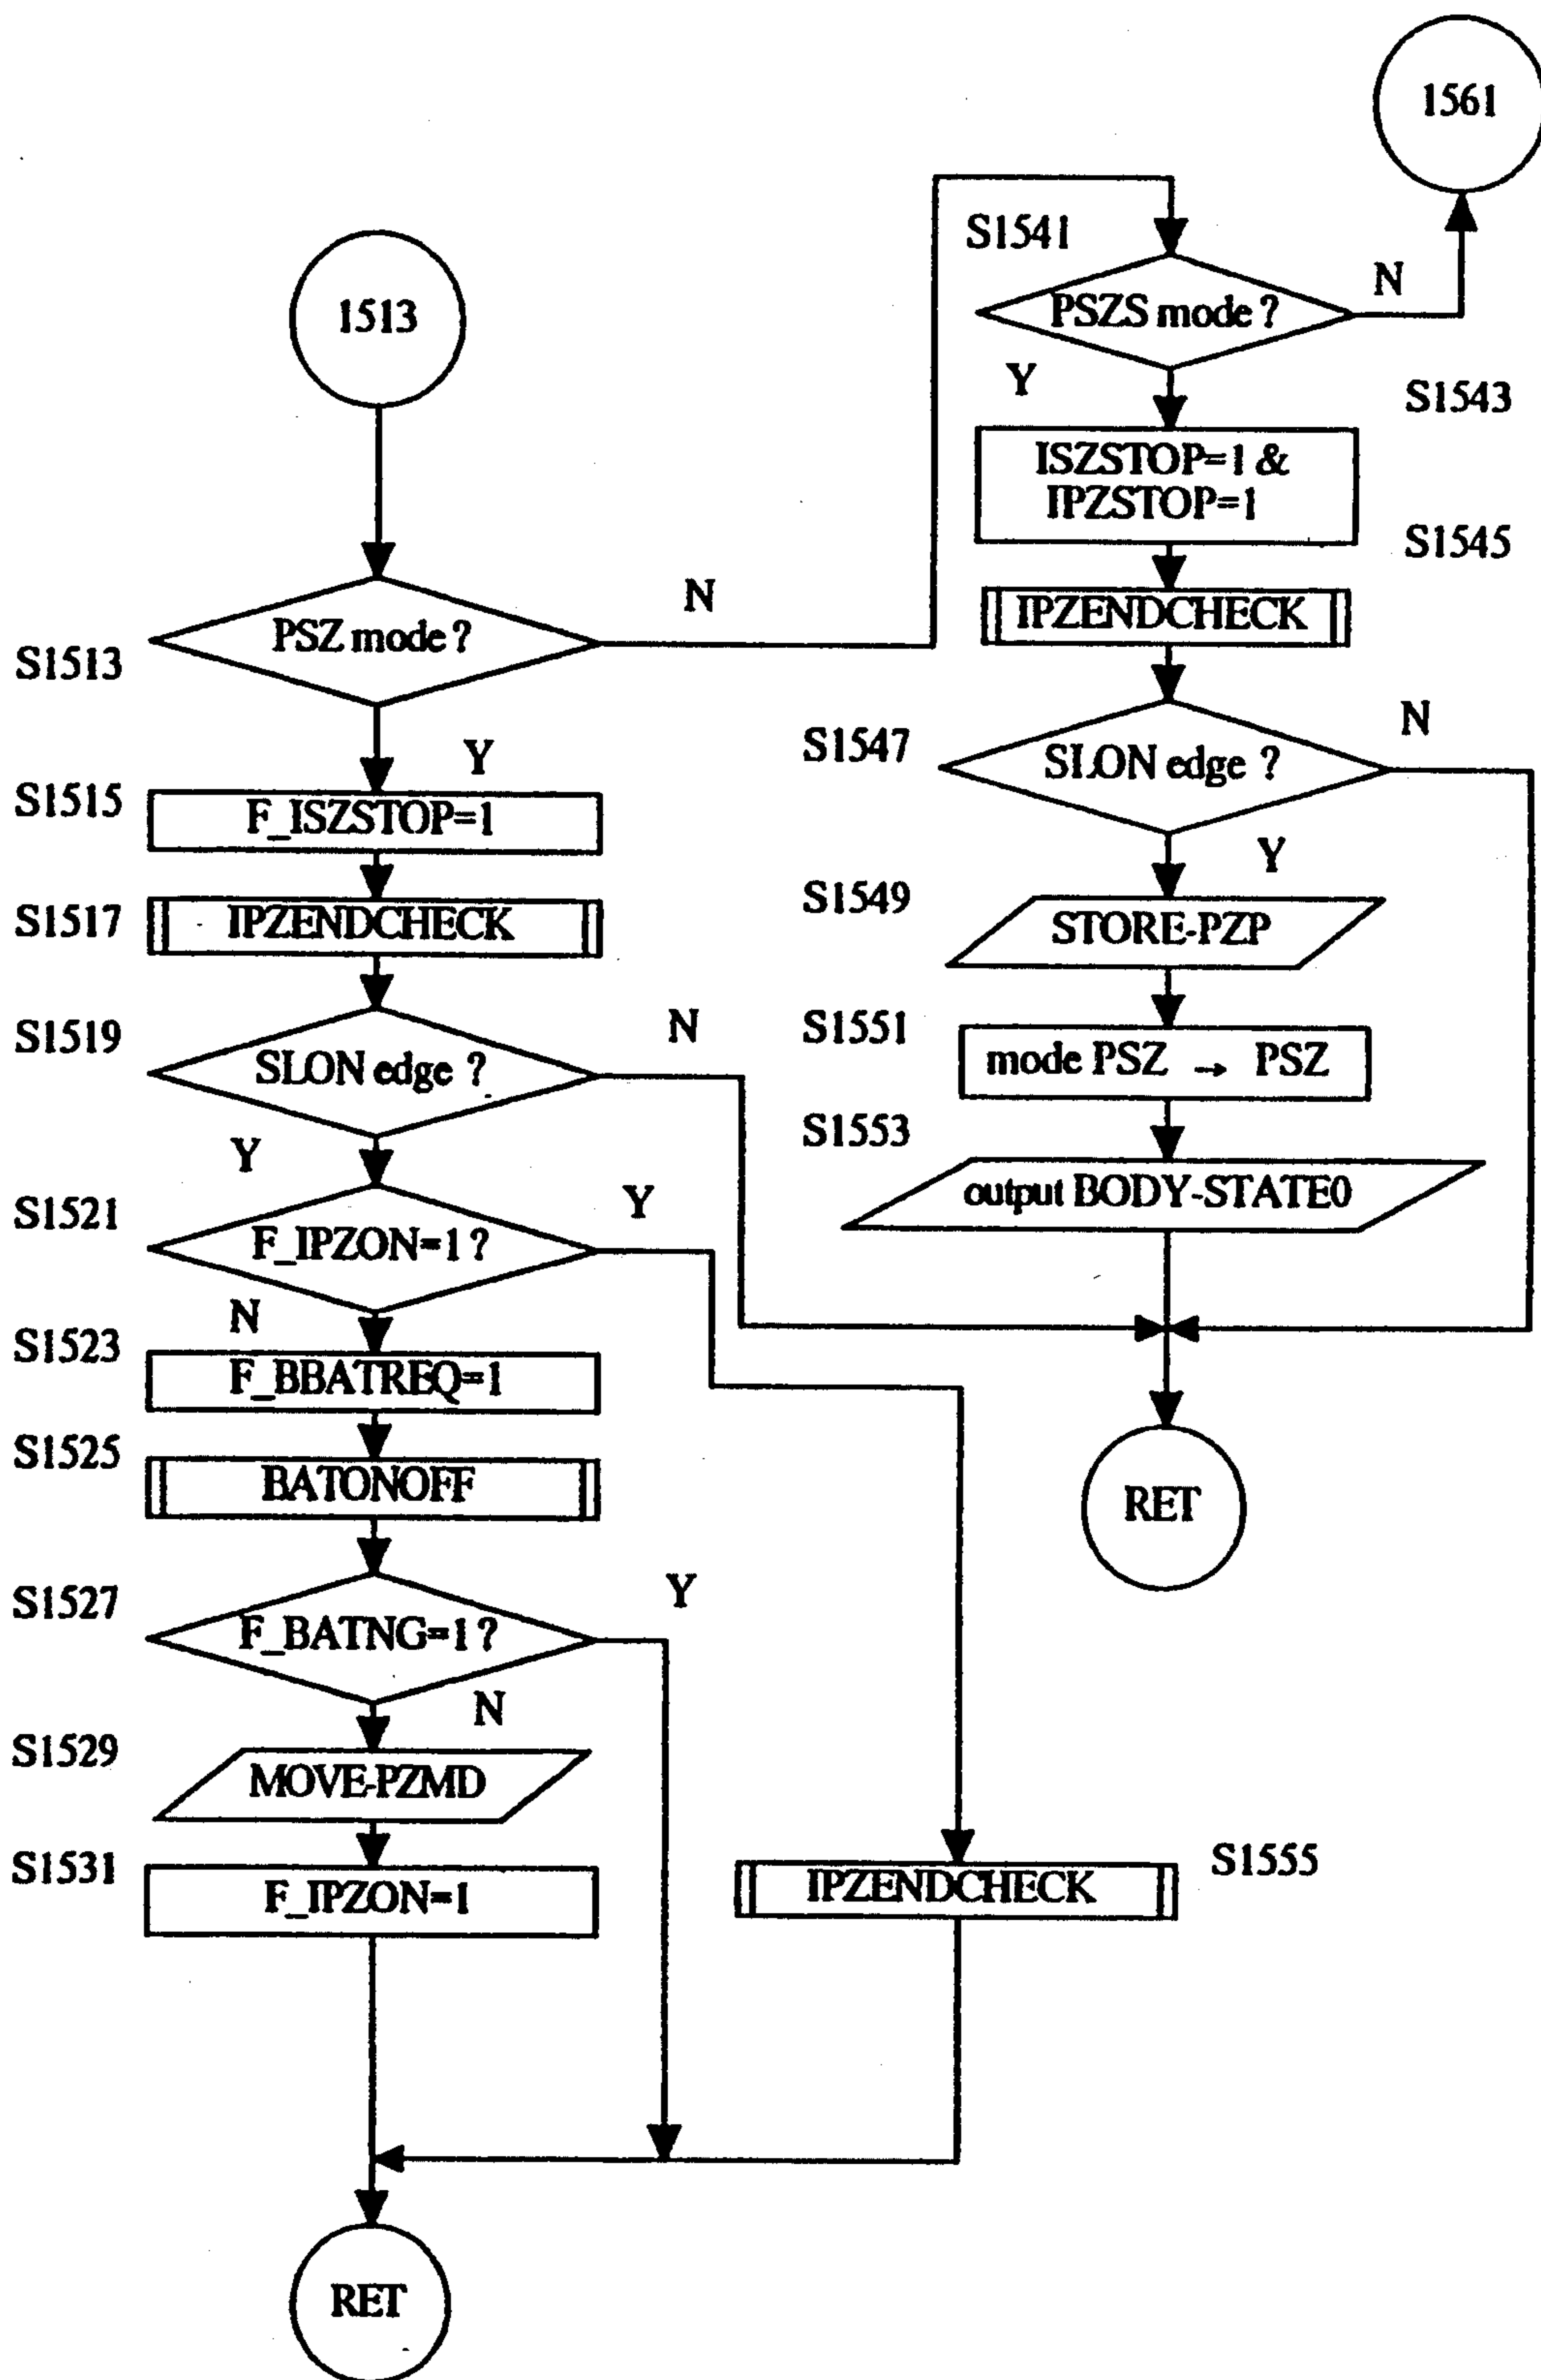 1513
S1513
PSZ mode ?
N
Y
S1515
F_ISZSTOP=1
S1517
IPZENDCHECK
S1519
SLON edge ?
N
Y
S1521
F_IPZON=1 ?
Y
N
S1523
F_BBATREQ=1
S1525
BATONOFF
S1527
F_BATNG=1 ?
Y
N
S1529
MOVE-PZMD
S1531
F_IPZON=1
RET
1561
S1541
PSZS mode ?
N
Y
S1543
ISZSTOP=1 &
IPZSTOP=1
S1545
IPZENDCHECK
S1547
SLON edge ?
N
Y
S1549
STORE-PZP
S1551
mode PSZ → PSZ
S1553
output BODY-STATE0
RET
S1555
IPZENDCHECK